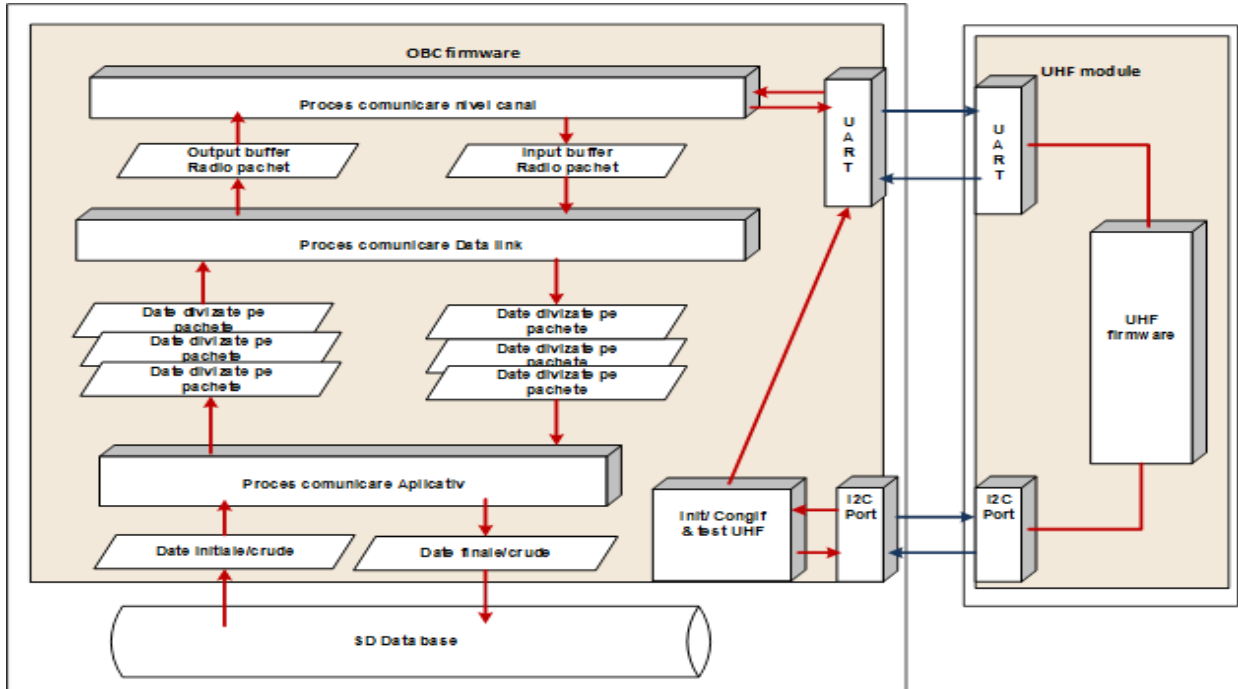 OBC firmware
UHF module
Proces comunicare nivel canal
U
A
R
T
U
A
R
T
Output buffer
Radio pachet
Input buffer
Radio pachet
Proces comunicare Data link
Date divizate pe
pachete
Date divizate pe
pachete
Date divizate pe
pachete
Date divizate pe
pachete
Date divizate pe
pachete
Date divizate pe
pachete
UHF
firmware
Proces comunicare Aplicativ
Init/ Congif
& test UHF
I2C
Port
I2C
Port
Date initiale/crude
Date finale/crude
SD Data base